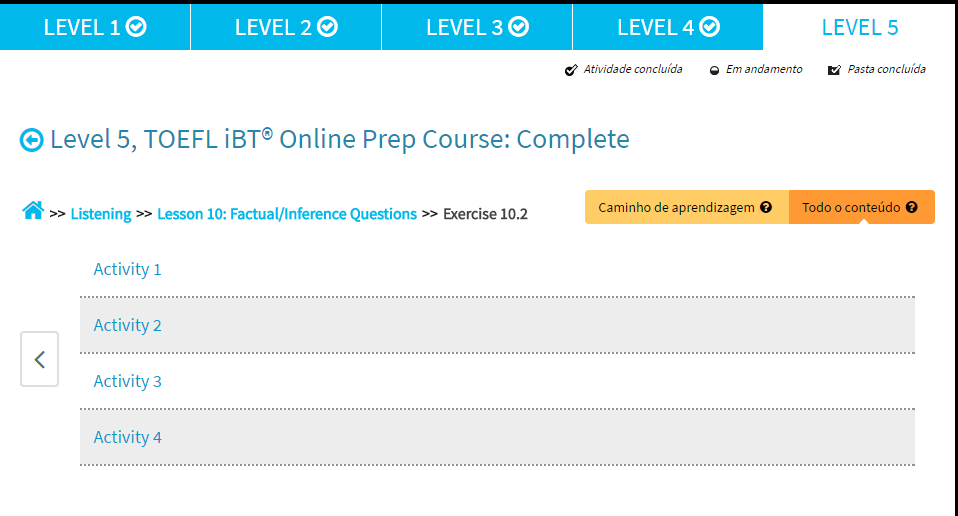 LEVEL 1 LEVEL 2 LEVEL 3 LEVEL 4 LEVEL 5
Atividade concluída Em andamento Pasta concluída
Level 5, TOEFL iBT® Online Prep Course: Complete
>> Listening >> Lesson 10: Factual/Inference Questions >> Exercise 10.2
Caminho de aprendizagem Todo o conteúdo
Activity 1
Activity 2
Activity 3
Activity 4